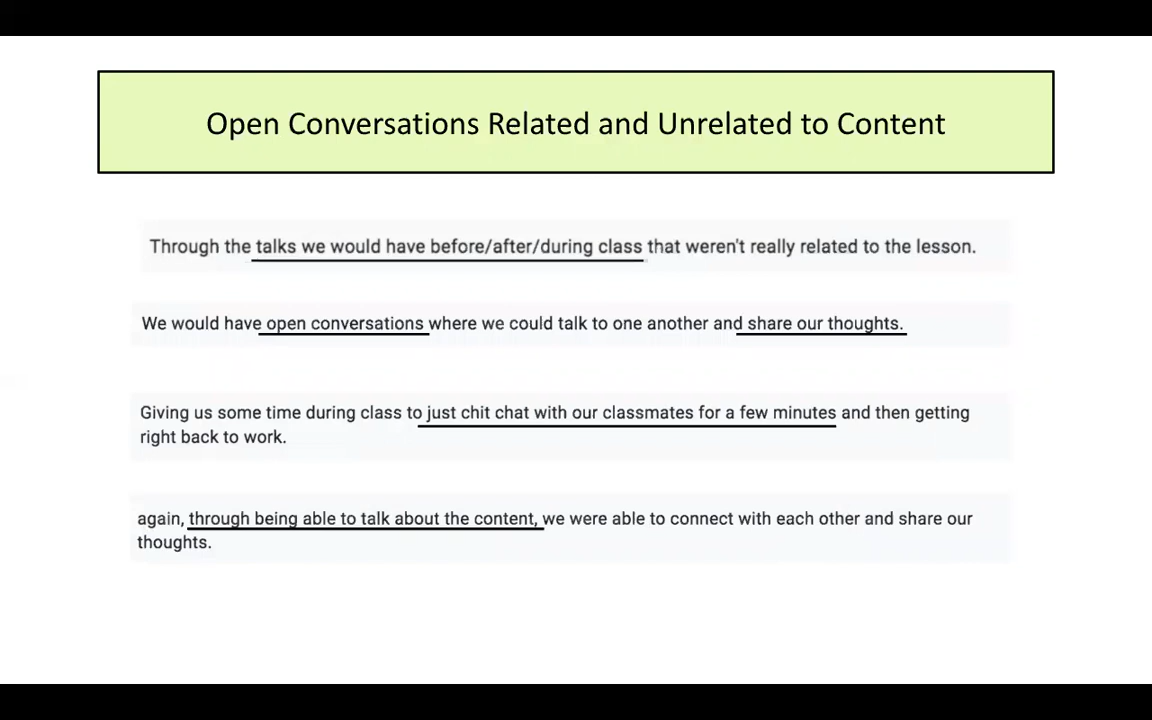 Open Conversations Related and Unrelated to Content
Through the talks we would have before/after/during class that weren't really related to the lesson.
We would have open conversations where we could talk to one another and share our thoughts.
Giving us some time during class to just chit chat with our classmates for a few minutes and then getting
right back to work.
again, through being able to talk about the content, we were able to connect with each other and share our
thoughts.